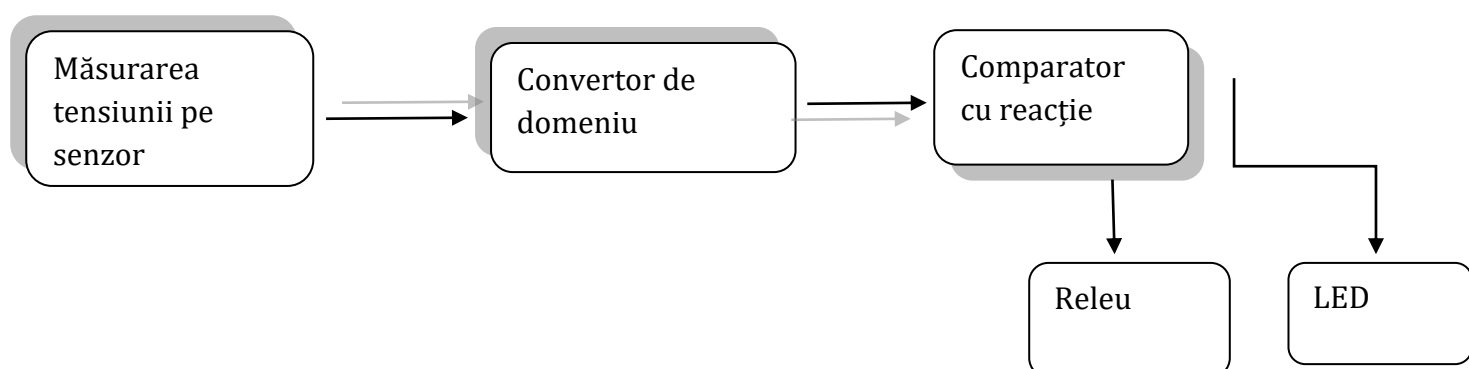 Măsurarea
tensiunii pe
senzor
Convertor de
domeniu
Comparator
cu reacție
Releu
LED